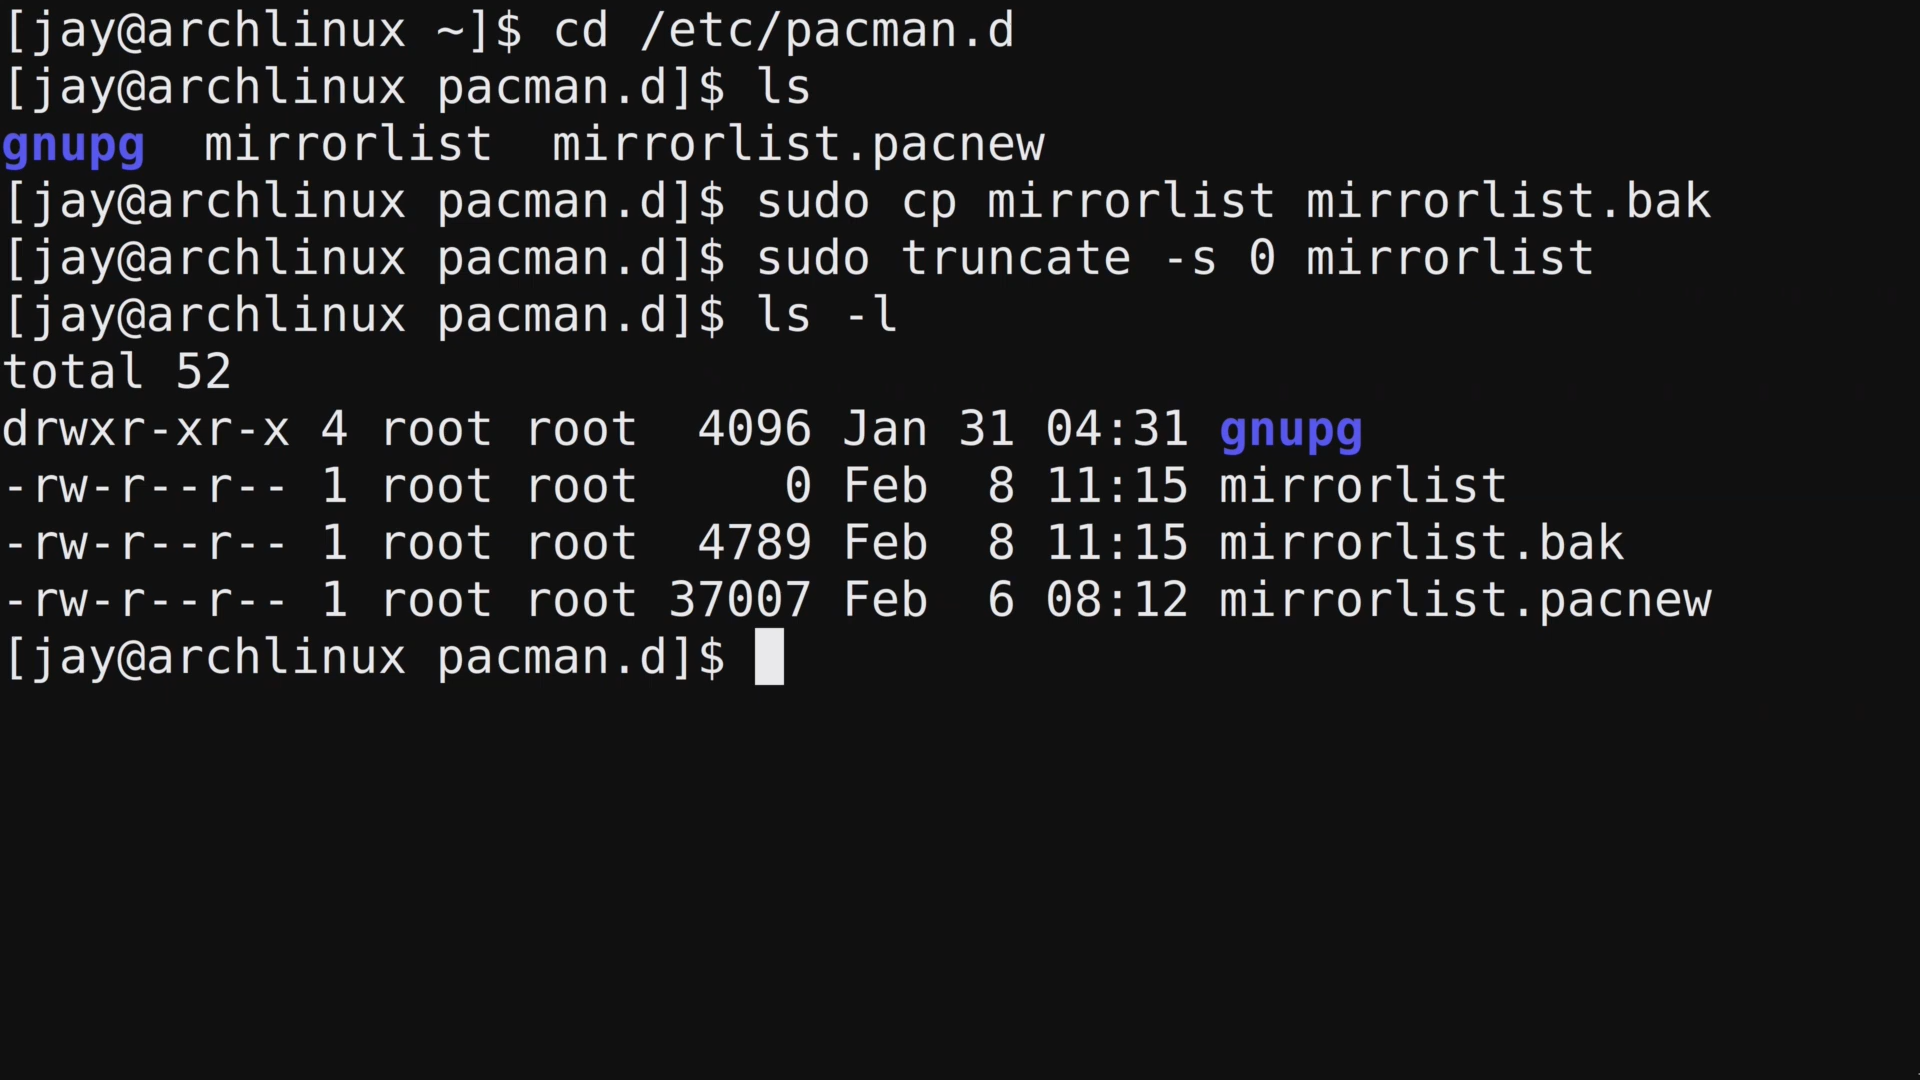 [jay@archlinux ~]$ cd /etc/pacman.d
[jay@archlinux pacman.d]$ ls
gnupg  mirrorlist  mirrorlist.pacnew
[jay@archlinux pacman.d]$ sudo cp mirrorlist mirrorlist.bak
[jay@archlinux pacman.d]$ sudo truncate -s 0 mirrorlist
[jay@archlinux pacman.d]$ ls -l
total 52
drwxr-xr-x 4 root root  4096 Jan 31 04:31 gnupg
-rw-r--r-- 1 root root     0 Feb  8 11:15 mirrorlist
-rw-r--r-- 1 root root  4789 Feb  8 11:15 mirrorlist.bak
-rw-r--r-- 1 root root 37007 Feb  6 08:12 mirrorlist.pacnew
[jay@archlinux pacman.d]$